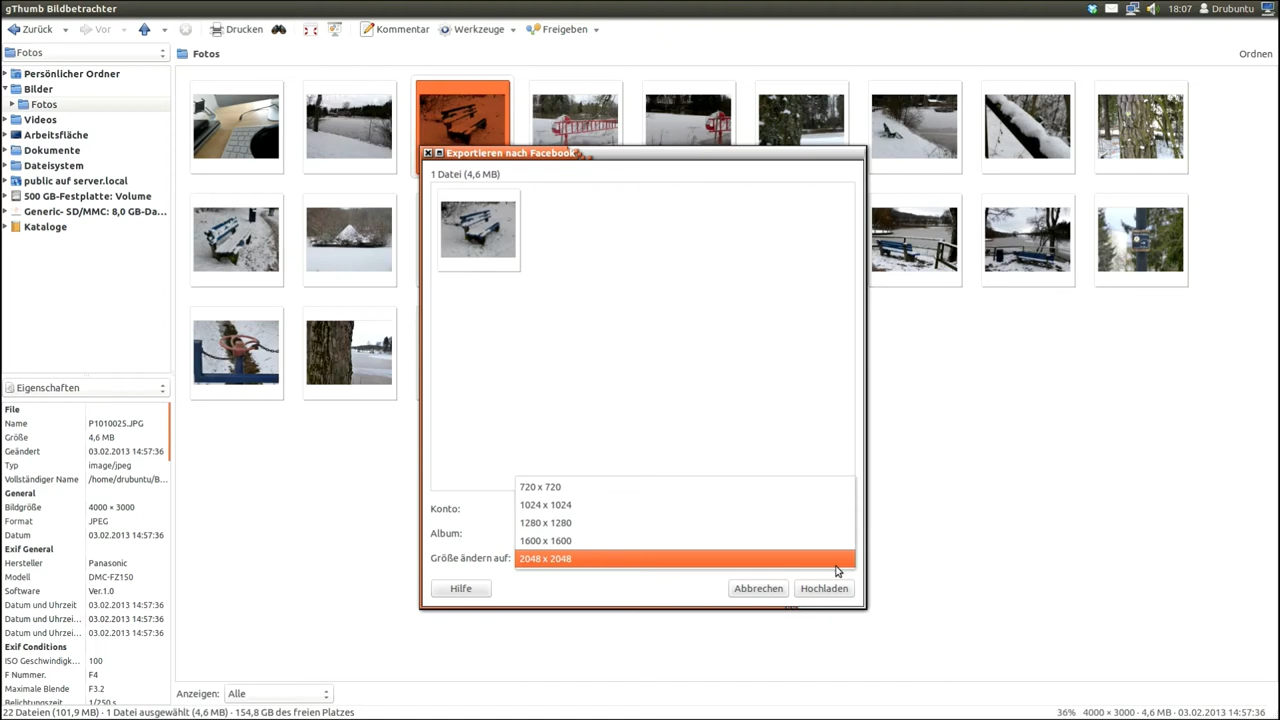 gThumb Bildbetrachter
18:07 Drubuntu
Zurück Vor Drucken Kommentar Werkzeuge Freigeben
Fotos
Fotos
Ordnen
Persönlicher Ordner
Bilder
Fotos
Videos
Arbeitsfläche
Dokumente
Dateisystem
public auf server.local
500 GB-Festplatte: Volume
Generic- SD/MMC: 8,0 GB-Da...
Kataloge
Exportieren nach Facebook
1 Datei (4,6 MB)
Konto:
Album:
Größe ändern auf:
720 x 720
1024 x 1024
1280 x 1280
1600 x 1600
2048 x 2048
Hilfe
Abbrechen
Hochladen
Eigenschaften
File
Name P1010025.JPG
Größe 4,6 MB
Geändert 03.02.2013 14:57:36
Typ image/jpeg
Vollständiger Name /home/drubuntu/B...
General
Bildgröße 4000 × 3000
Format JPEG
Datum 03.02.2013 14:57:36
Exif General
Hersteller Panasonic
Modell DMC-FZ150
Software Ver.1.0
Datum und Uhrzeit 03.02.2013 14:57:36
Datum und Uhrzei... 03.02.2013 14:57:36
Datum und Uhrzei... 03.02.2013 14:57:36
Exif Conditions
ISO Geschwindigk... 100
F Nummer. F4
Maximale Blende F3.2
Belichtungszeit 1/250 s
Anzeigen: Alle
22 Dateien (101,9 MB) · 1 Datei ausgewählt (4,6 MB) · 154,8 GB des freien Platzes
36% 4000 × 3000 · 4,6 MB · 03.02.2013 14:57:36